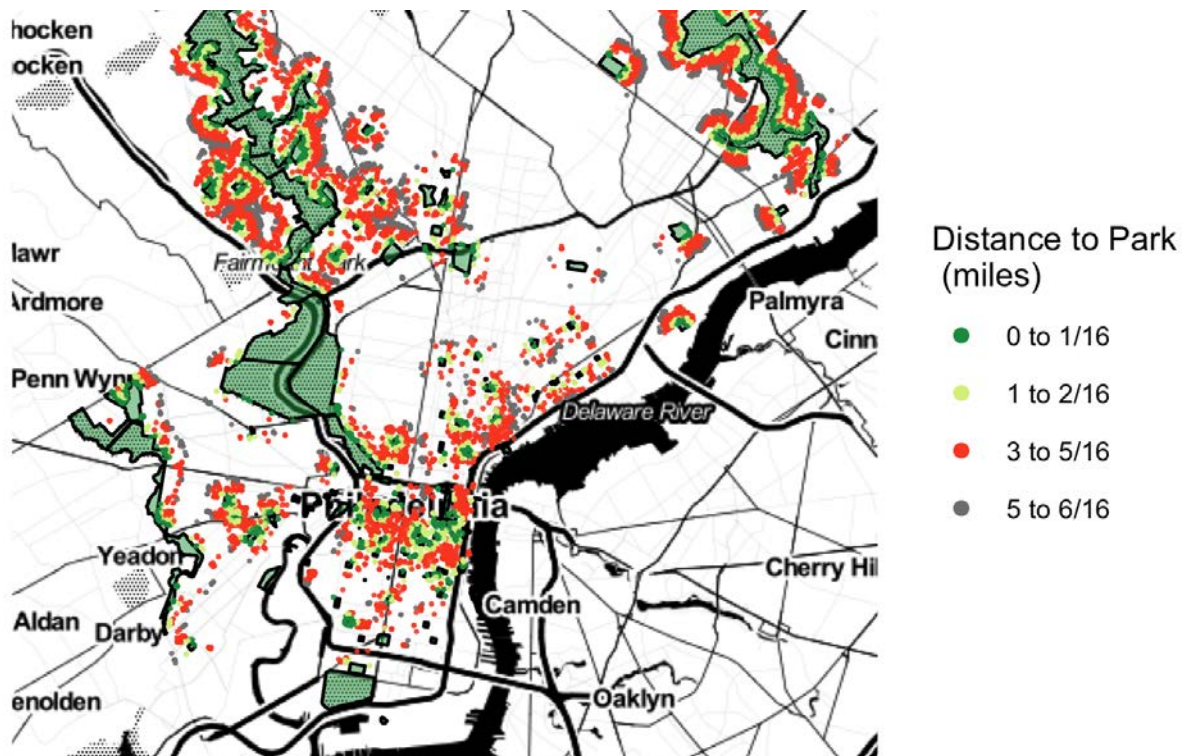 hocken
ocken
Fairmount Park
lawr
Ardmore
Palmyra
Cinn
Penn Wynn
Delaware River
Philadelphia
Yeadon
Cherry Hil
Camden
Aldan
Darby
Oaklyn
enolden
Distance to Park
(miles)
0 to 1/16
1 to 2/16
3 to 5/16
5 to 6/16